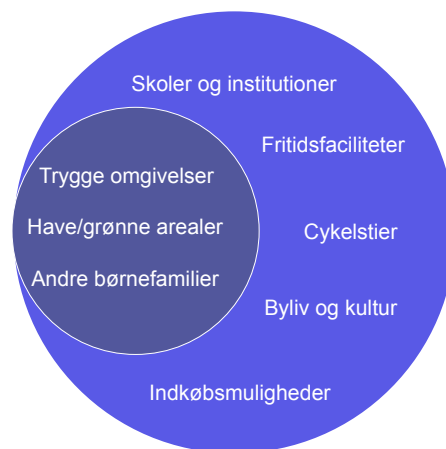 Skoler og institutioner
Fritidsfaciliteter
Trygge omgivelser
Have/grønne arealer
Cykelstier
Andre børnefamilier
Byliv og kultur
Indkøbsmuligheder